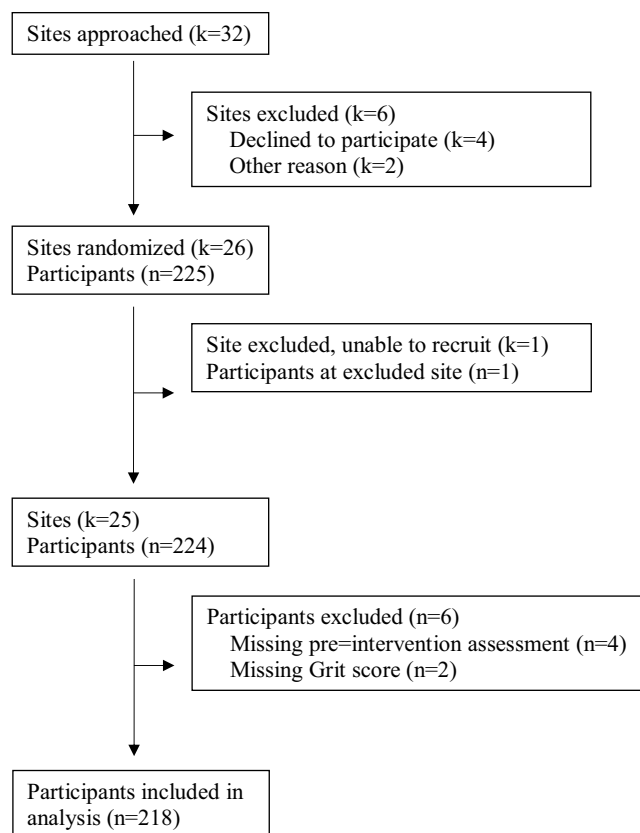 Sites approached (k=32)
Sites excluded (k=6)
Declined to participate (k=4)
Other reason (k=2)
Sites randomized (k=26)
Participants (n=225)
Site excluded, unable to recruit (k=1)
Participants at excluded site (n=1)
Sites (k=25)
Participants (n=224)
Participants excluded (n=6)
Missing pre=intervention assessment (n=4)
Missing Grit score (n=2)
Participants included in
analysis (n=218)